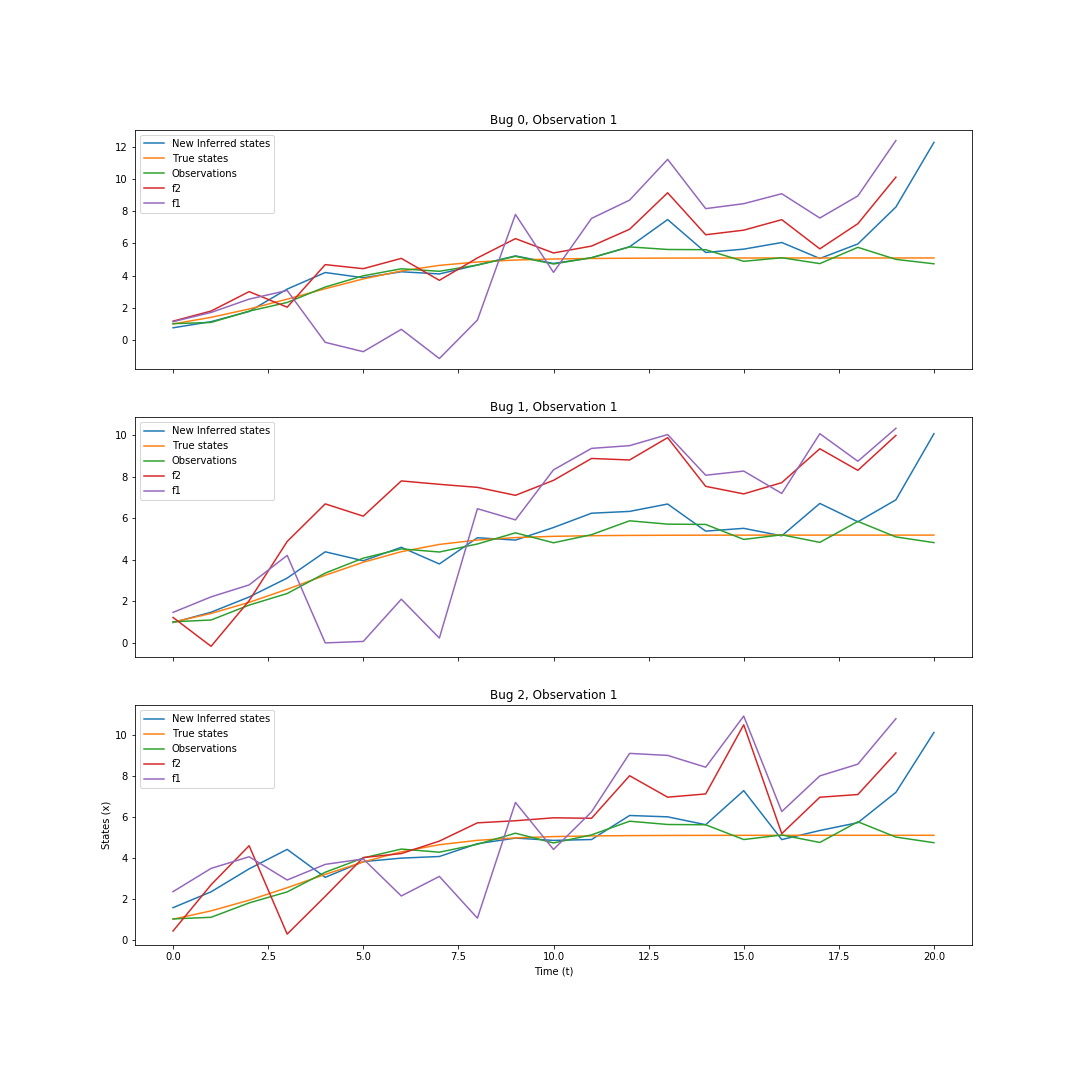 Bug 0, Observation 1
12
10
8
6
4
2
0
New Inferred states
True states
Observations
f2
f1
Bug 1, Observation 1
10
8
6
4
2
0
New Inferred states
True states
Observations
f2
f1
Bug 2, Observation 1
States (x)
10
8
6
4
2
0
New Inferred states
True states
Observations
f2
f1
0.0 2.5 5.0 7.5 10.0 12.5 15.0 17.5 20.0
Time (t)